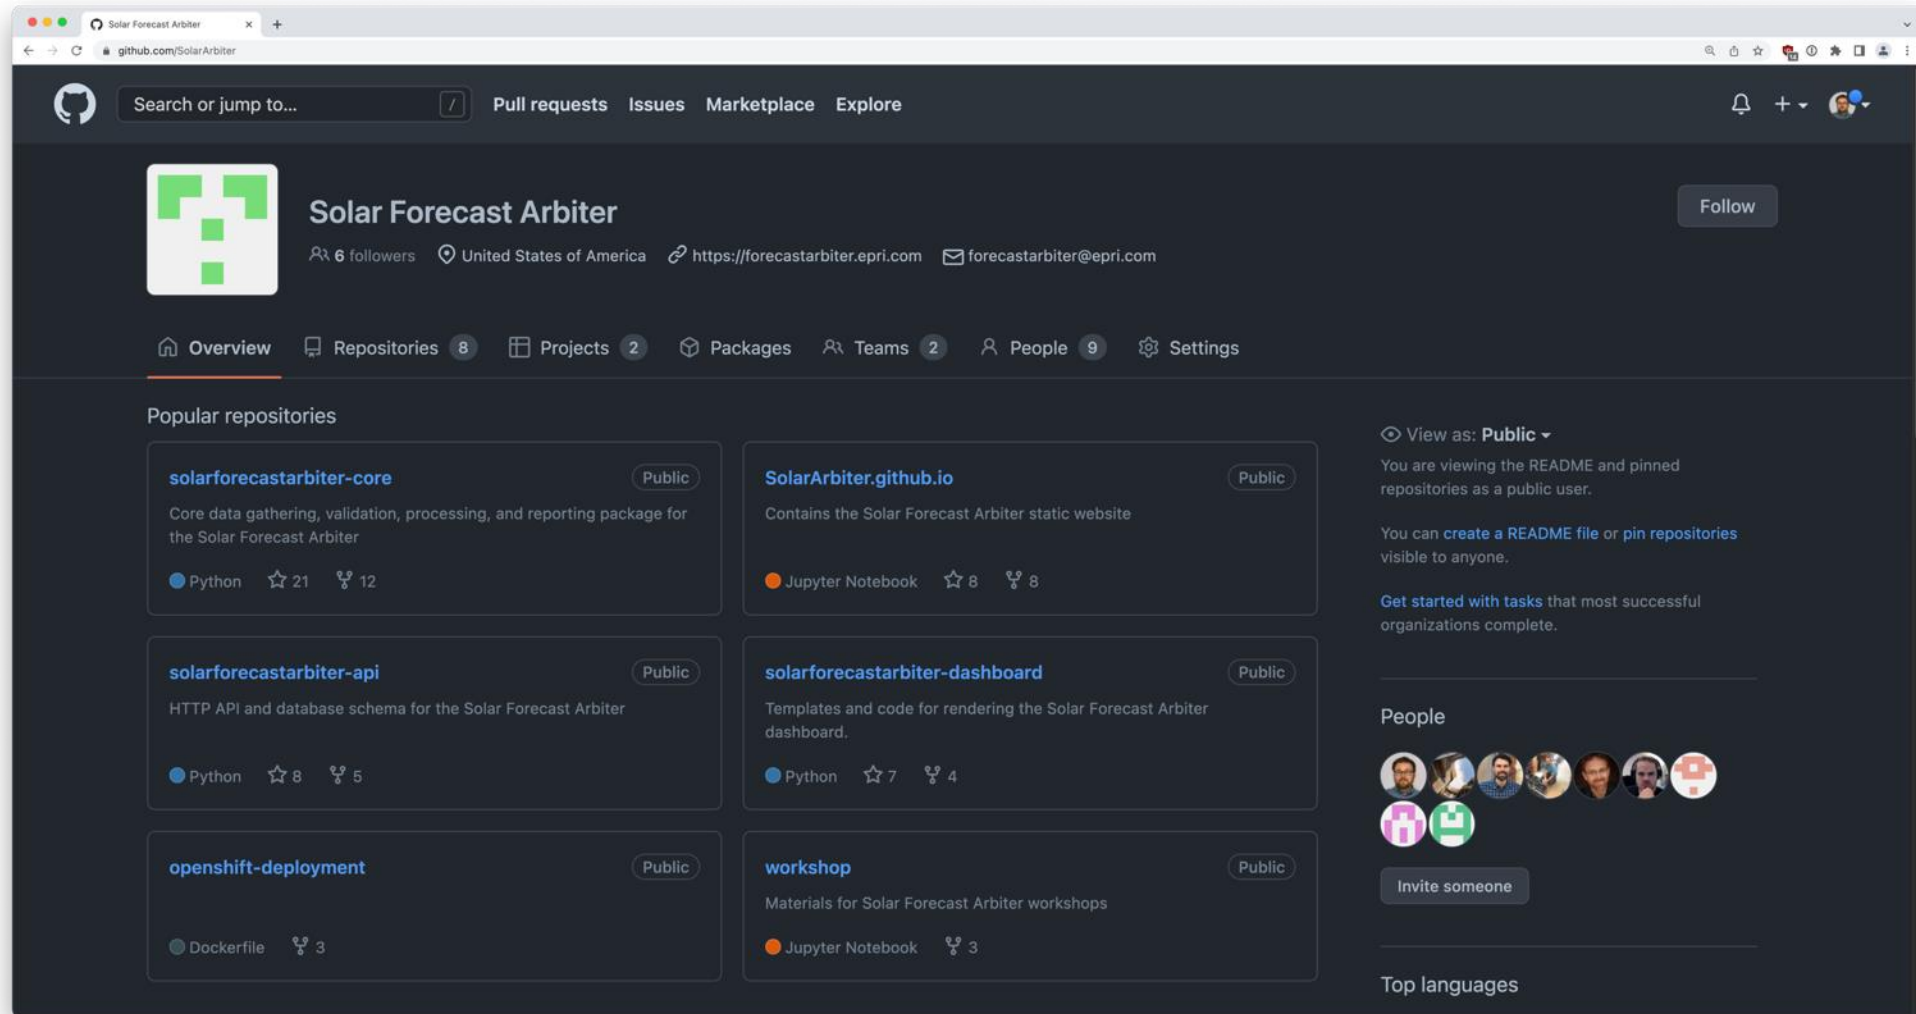 Solar Forecast Arbiter
github.com/SolarArbiter
Search or jump to... /
Pull requests Issues Marketplace Explore
Solar Forecast Arbiter
Follow
6 followers United States of America https://forecastarbiter.epri.com forecastarbiter@epri.com
Overview Repositories 8 Projects 2 Packages Teams 2 People 9 Settings
Popular repositories
solarforecastarbiter-core Public
Core data gathering, validation, processing, and reporting package for
the Solar Forecast Arbiter
Python 21 12
SolarArbiter.github.io Public
Contains the Solar Forecast Arbiter static website
Jupyter Notebook 8 8
solarforecastarbiter-api Public
HTTP API and database schema for the Solar Forecast Arbiter
Python 8 5
solarforecastarbiter-dashboard Public
Templates and code for rendering the Solar Forecast Arbiter
dashboard.
Python 7 4
openshift-deployment Public
Dockerfile 3
workshop Public
Materials for Solar Forecast Arbiter workshops
Jupyter Notebook 3
View as: Public
You are viewing the README and pinned
repositories as a public user.
You can create a README file or pin repositories
visible to anyone.
Get started with tasks that most successful
organizations complete.
People
Invite someone
Top languages